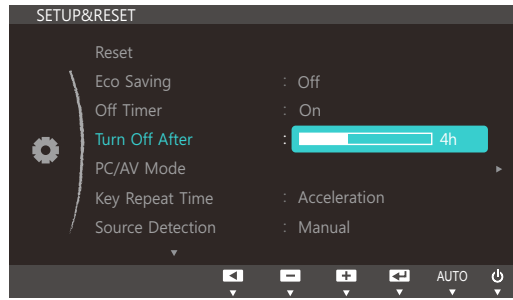 SETUP&RESET
Reset
Eco Saving : Off
Off Timer : On
Turn Off After : 4h
PC/AV Mode
Key Repeat Time : Acceleration
Source Detection : Manual
AUTO